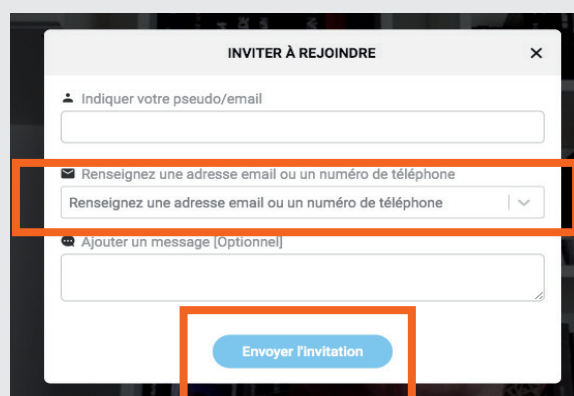 INVITER À REJOINDRE
Indiquer votre pseudo/email
Renseignez une adresse email ou un numéro de téléphone
Renseignez une adresse email ou un numéro de téléphone
Ajouter un message [Optionnel]
Envoyer l'invitation